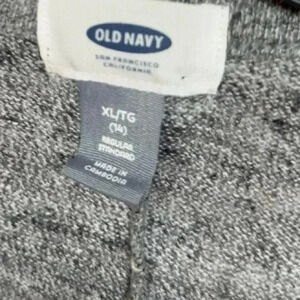 OLD NAVY
SAN FRANCISCO
CALIFORNIA
XL/TG
(14)
REGULAR
STANDARD
MADE IN
CAMBODIA